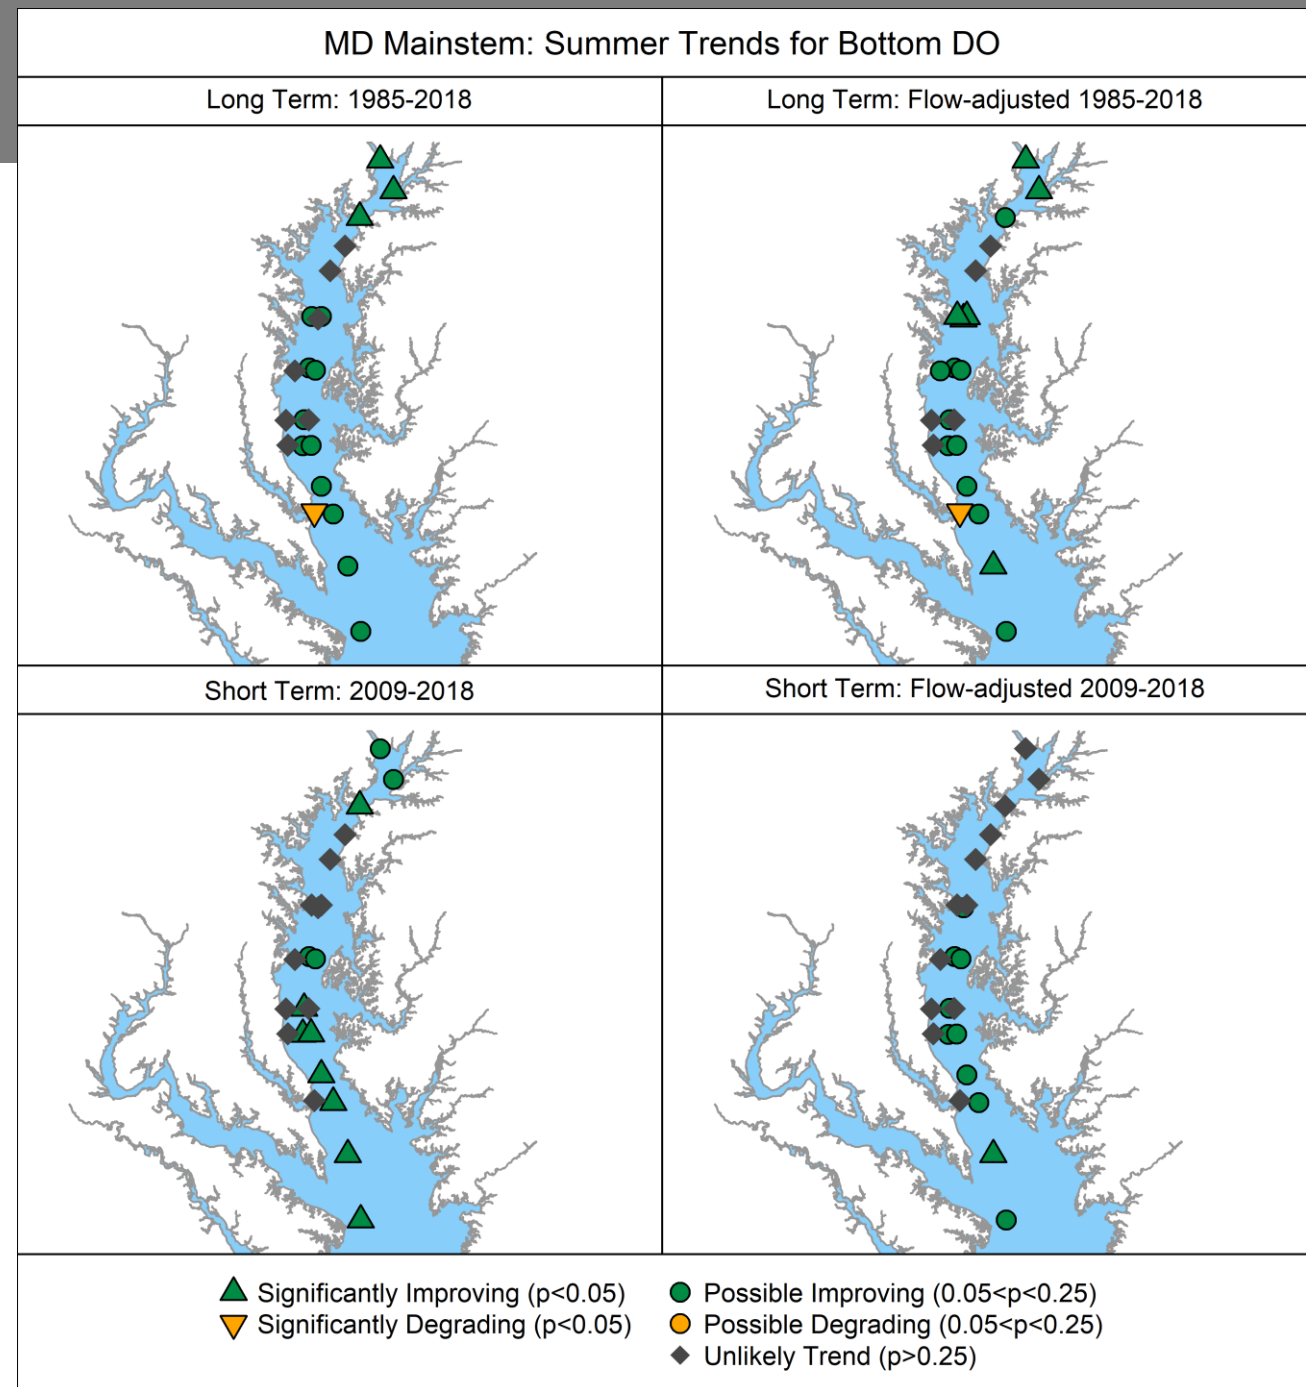 MD Mainstem: Summer Trends for Bottom DO
Long Term: 1985-2018
Long Term: Flow-adjusted 1985-2018
Short Term: 2009-2018
Short Term: Flow-adjusted 2009-2018
Significantly Improving (p<0.05)
Possible Improving (0.05<p<0.25)
Significantly Degrading (p<0.05)
Possible Degrading (0.05<p<0.25)
Unlikely Trend (p>0.25)